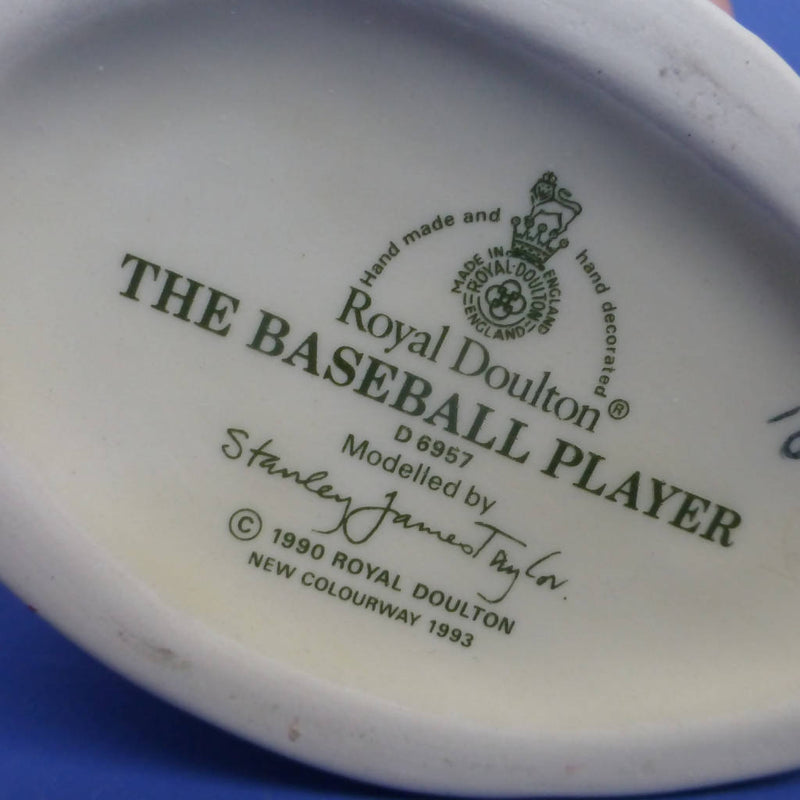 Hand made and hand decorated
MADE IN ENGLAND
ROYAL·DOULTON
ENGLAND
Royal Doulton®
THE BASEBALL PLAYER
D 6957
Modelled by
Stanley James Taylor.
© 1990 ROYAL DOULTON
NEW COLOURWAY 1993